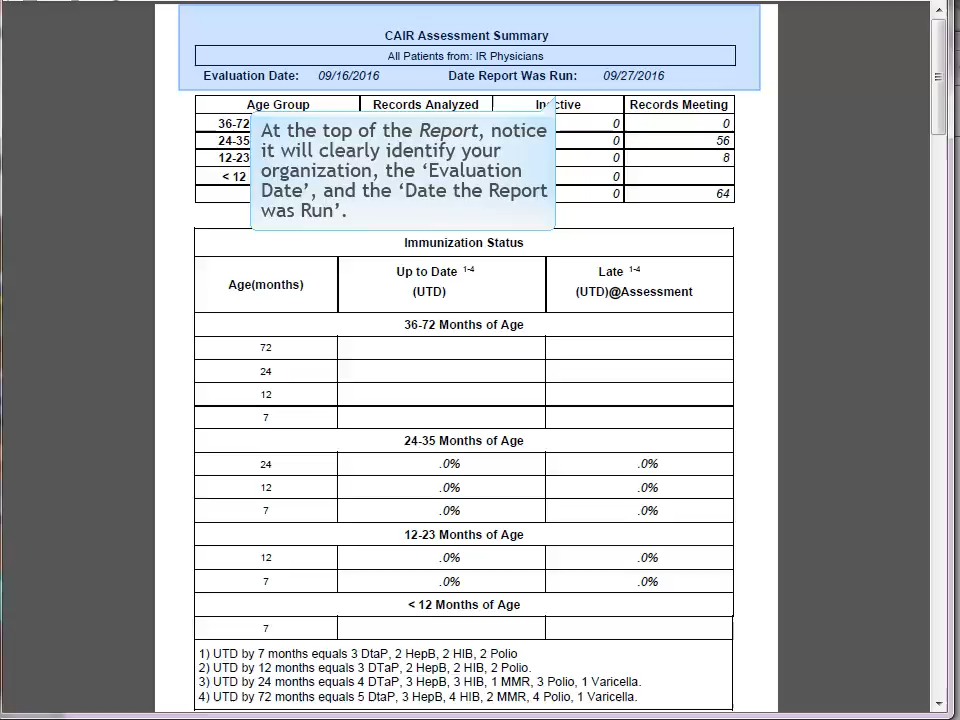 CAIR Assessment Summary
All Patients from: IR Physicians
Evaluation Date: 09/16/2016 Date Report Was Run: 09/27/2016
Age Group Records Analyzed Inactive Records Meeting
36-72 0 0
24-35 0 56
12-23 0 8
< 12 0
0 64
At the top of the Report, notice
it will clearly identify your
organization, the ‘Evaluation
Date’, and the ‘Date the Report
was Run’.
Immunization Status
Age(months) Up to Date 1-4 (UTD) Late 1-4 (UTD)@Assessment
36-72 Months of Age
72
24
12
7
24-35 Months of Age
24 .0% .0%
12 .0% .0%
7 .0% .0%
12-23 Months of Age
12 .0% .0%
7 .0% .0%
< 12 Months of Age
7
1) UTD by 7 months equals 3 DtaP, 2 HepB, 2 HIB, 2 Polio
2) UTD by 12 months equals 3 DTaP, 2 HepB, 2 HIB, 2 Polio.
3) UTD by 24 months equals 4 DTaP, 3 HepB, 3 HIB, 1 MMR, 3 Polio, 1 Varicella.
4) UTD by 72 months equals 5 DtaP, 3 HepB, 4 HIB, 2 MMR, 4 Polio, 1 Varicella.